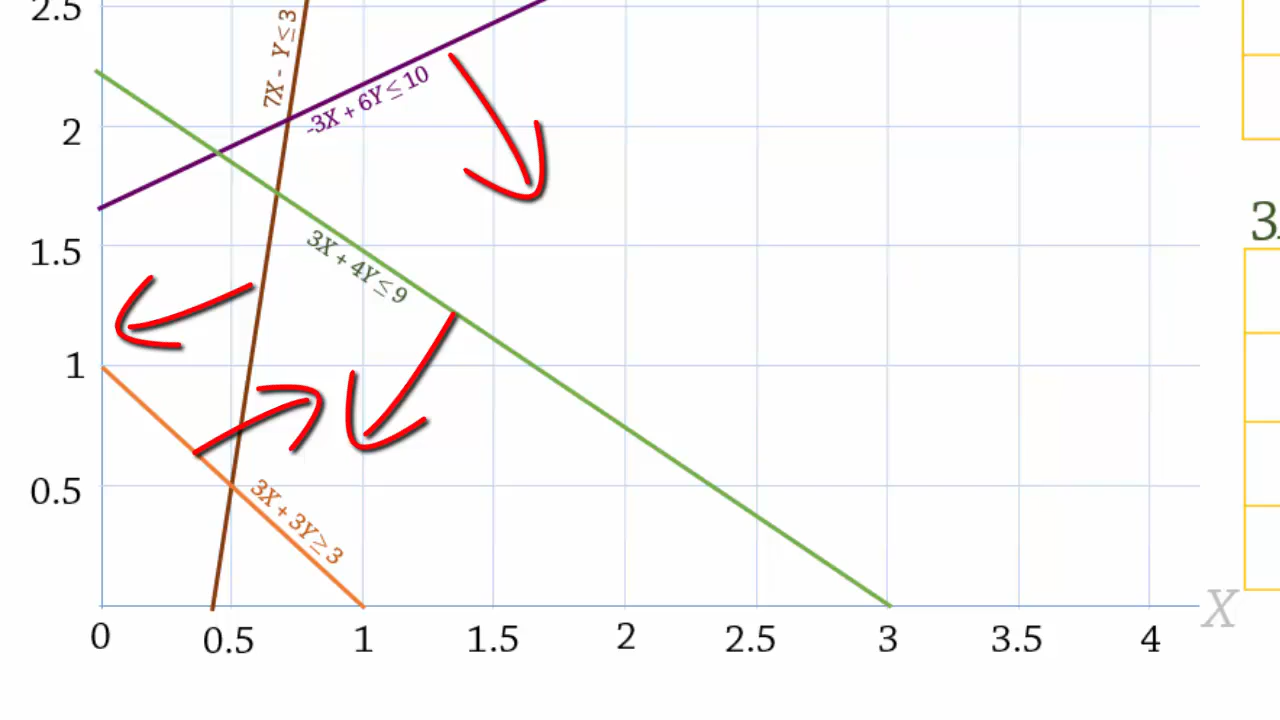 2.5
7X - Y ≤ 3
-3X + 6Y ≤ 10
2
3
1.5
3X + 4Y ≤ 9
1
0.5
3X + 3Y ≥ 3
X
0 0.5 1 1.5 2 2.5 3 3.5 4